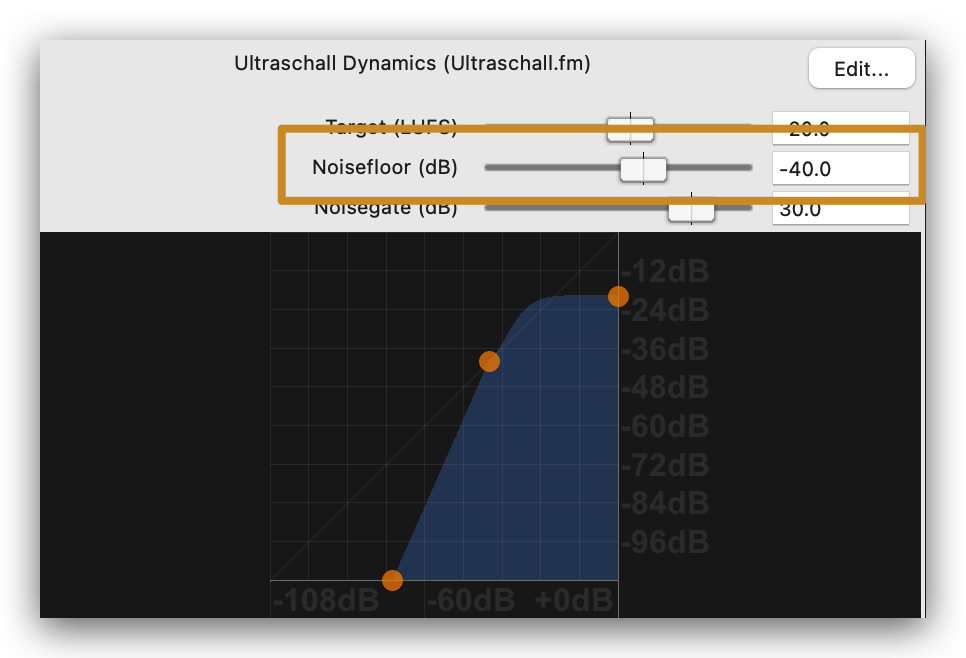 Ultraschall Dynamics (Ultraschall.fm)
Edit...
Target (LUFS) -20.0
Noisefloor (dB) -40.0
Noisegate (dB) 30.0
-12dB
-24dB
-36dB
-48dB
-60dB
-72dB
-84dB
-96dB
-108dB -60dB +0dB